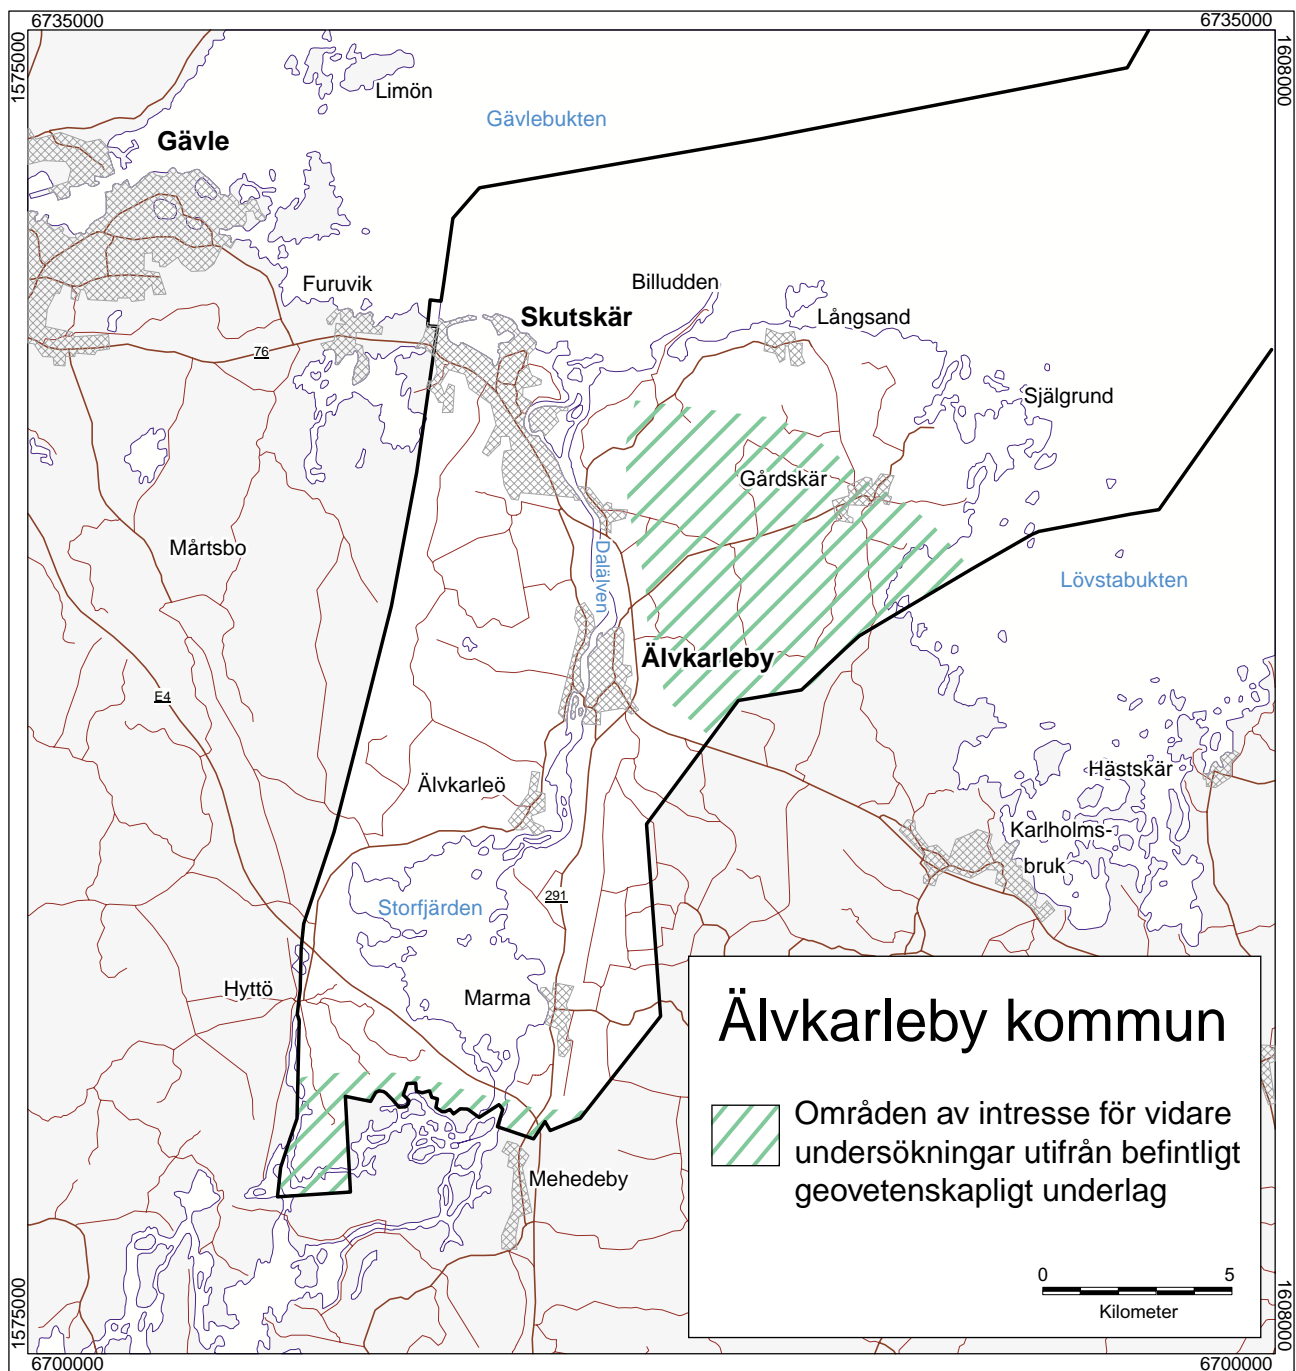 6735000
6735000
1575000
1608000
Limön
Gävlebukten
Gävle
Furuvik
Billudden
Skutskär
Långsand
76
Själgrund
Gårdskär
Mårtsbo
Dalälven
Lövstabukten
Älvkarleby
E4
Hästskär
Älvkarleö
Karlholms-
bruk
291
Storfjärden
Hyttö
Marma
Älvkarleby kommun
Områden av intresse för vidare
undersökningar utifrån befintligt
geovetenskapligt underlag
Mehedeby
0 5
Kilometer
1575000
1608000
6700000
6700000